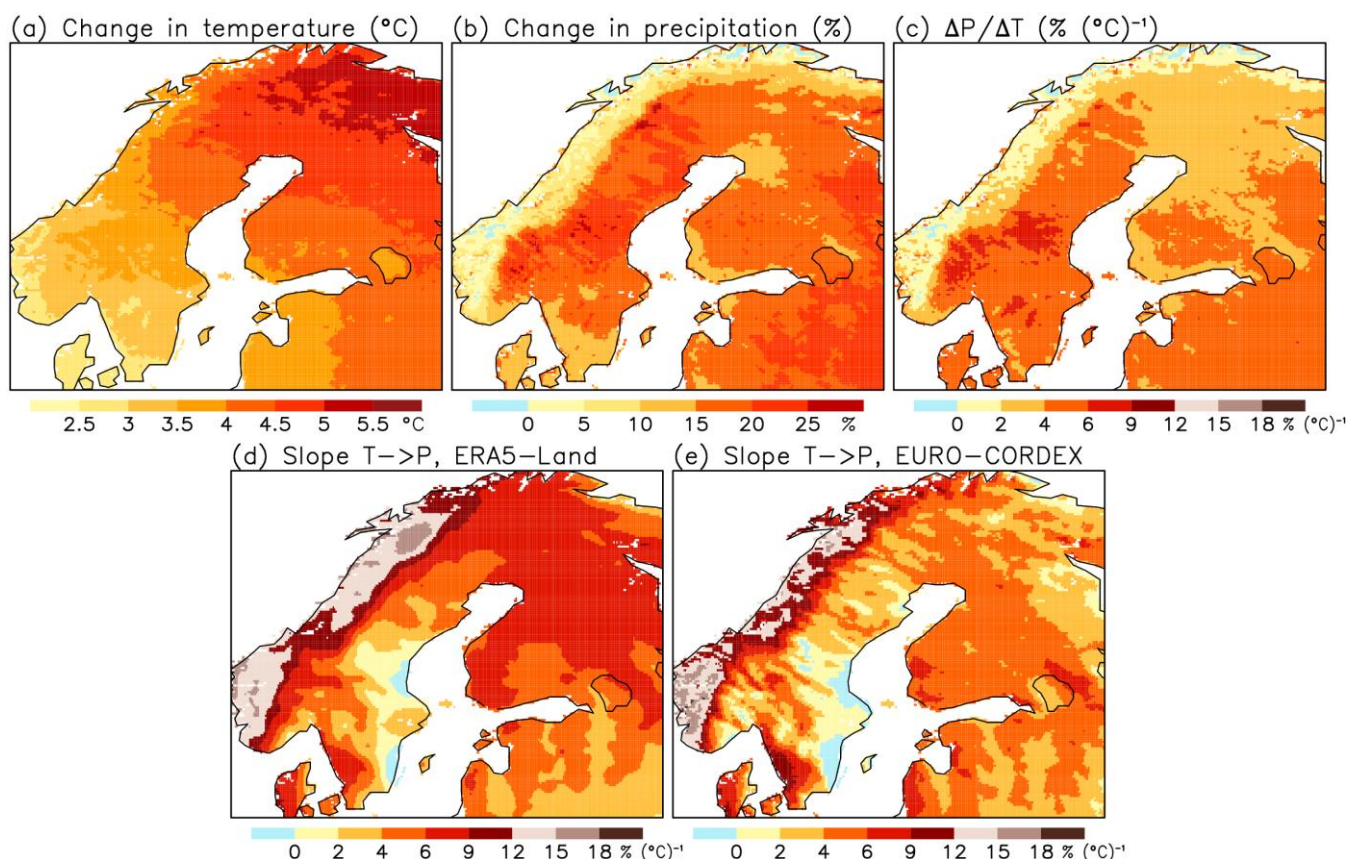 (a) Change in temperature (°C)
(b) Change in precipitation (%)
(c) ΔP/ΔT (% (°C)⁻¹)
2.5 3 3.5 4 4.5 5 5.5 °C
0 5 10 15 20 25 %
0 2 4 6 9 12 15 18 % (°C)⁻¹
(d) Slope T->P, ERA5-Land
(e) Slope T->P, EURO-CORDEX
0 2 4 6 9 12 15 18 % (°C)⁻¹
0 2 4 6 9 12 15 18 % (°C)⁻¹